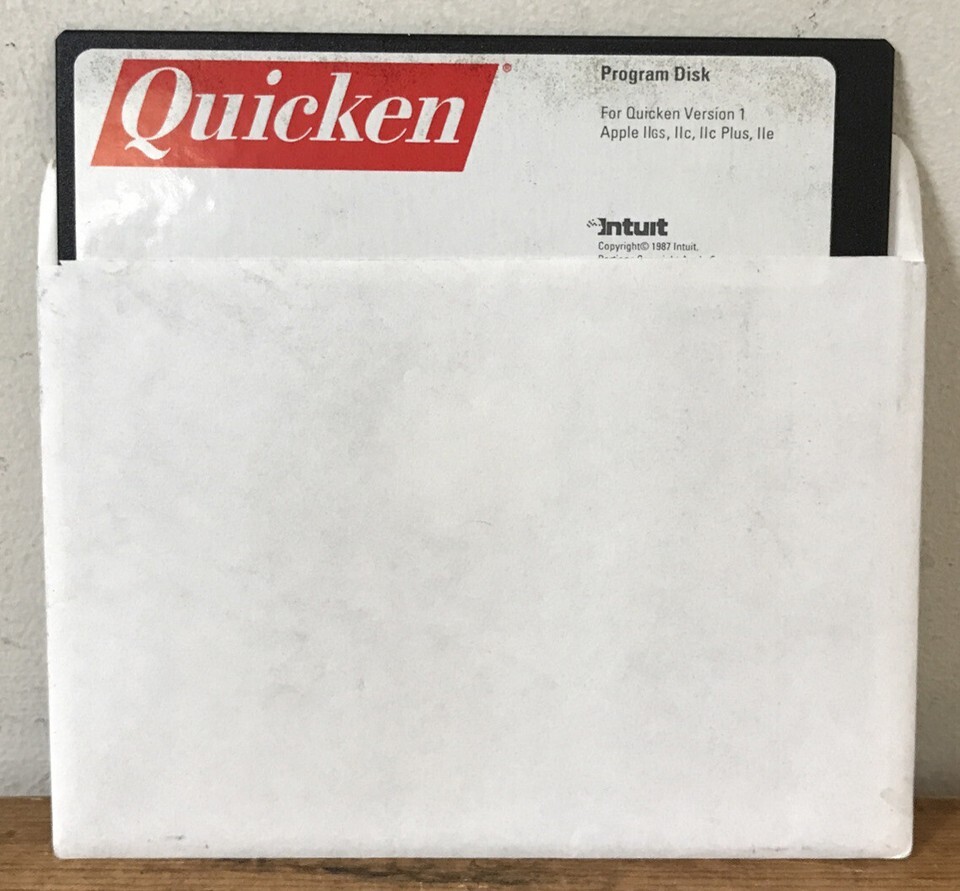 Quicken®
Program Disk
For Quicken Version 1
Apple IIGS, IIc, IIc Plus, IIe
Intuit
Copyright© 1987 Intuit.